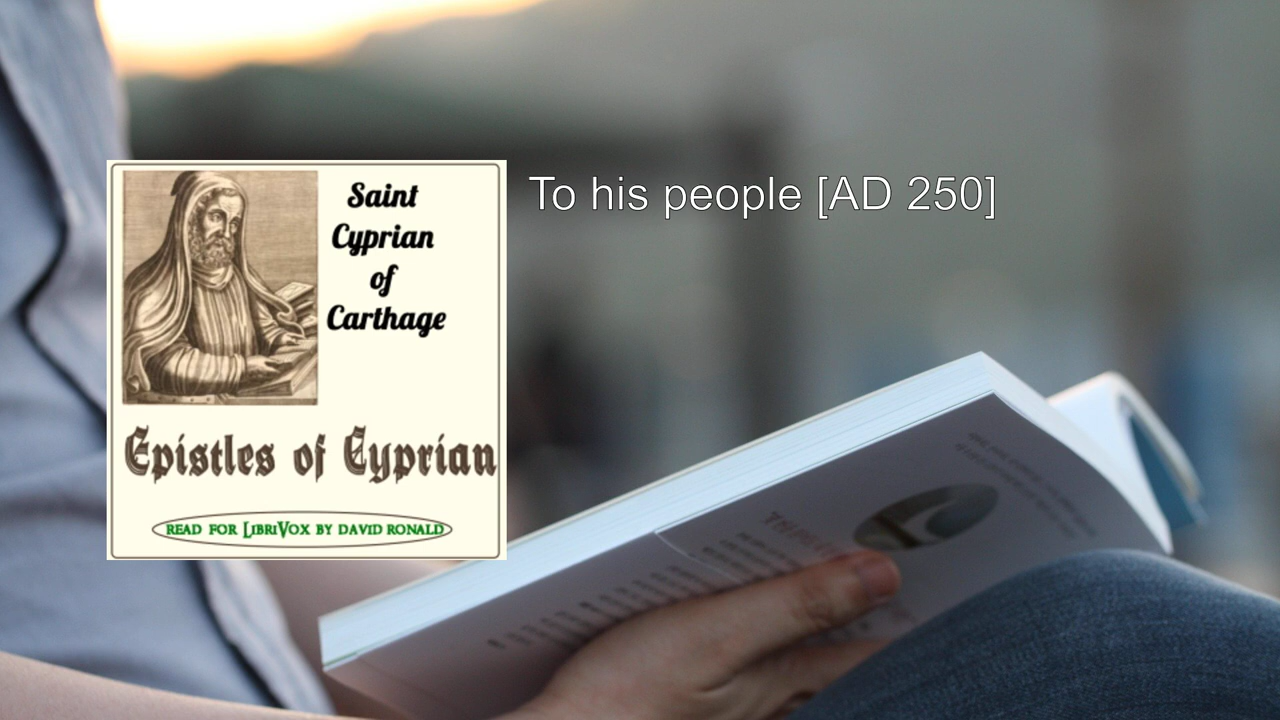 Saint
Cyprian
of
Carthage
To his people [AD 250]
Epistles of Cyprian
READ FOR LIBRIVOX BY DAVID RONALD